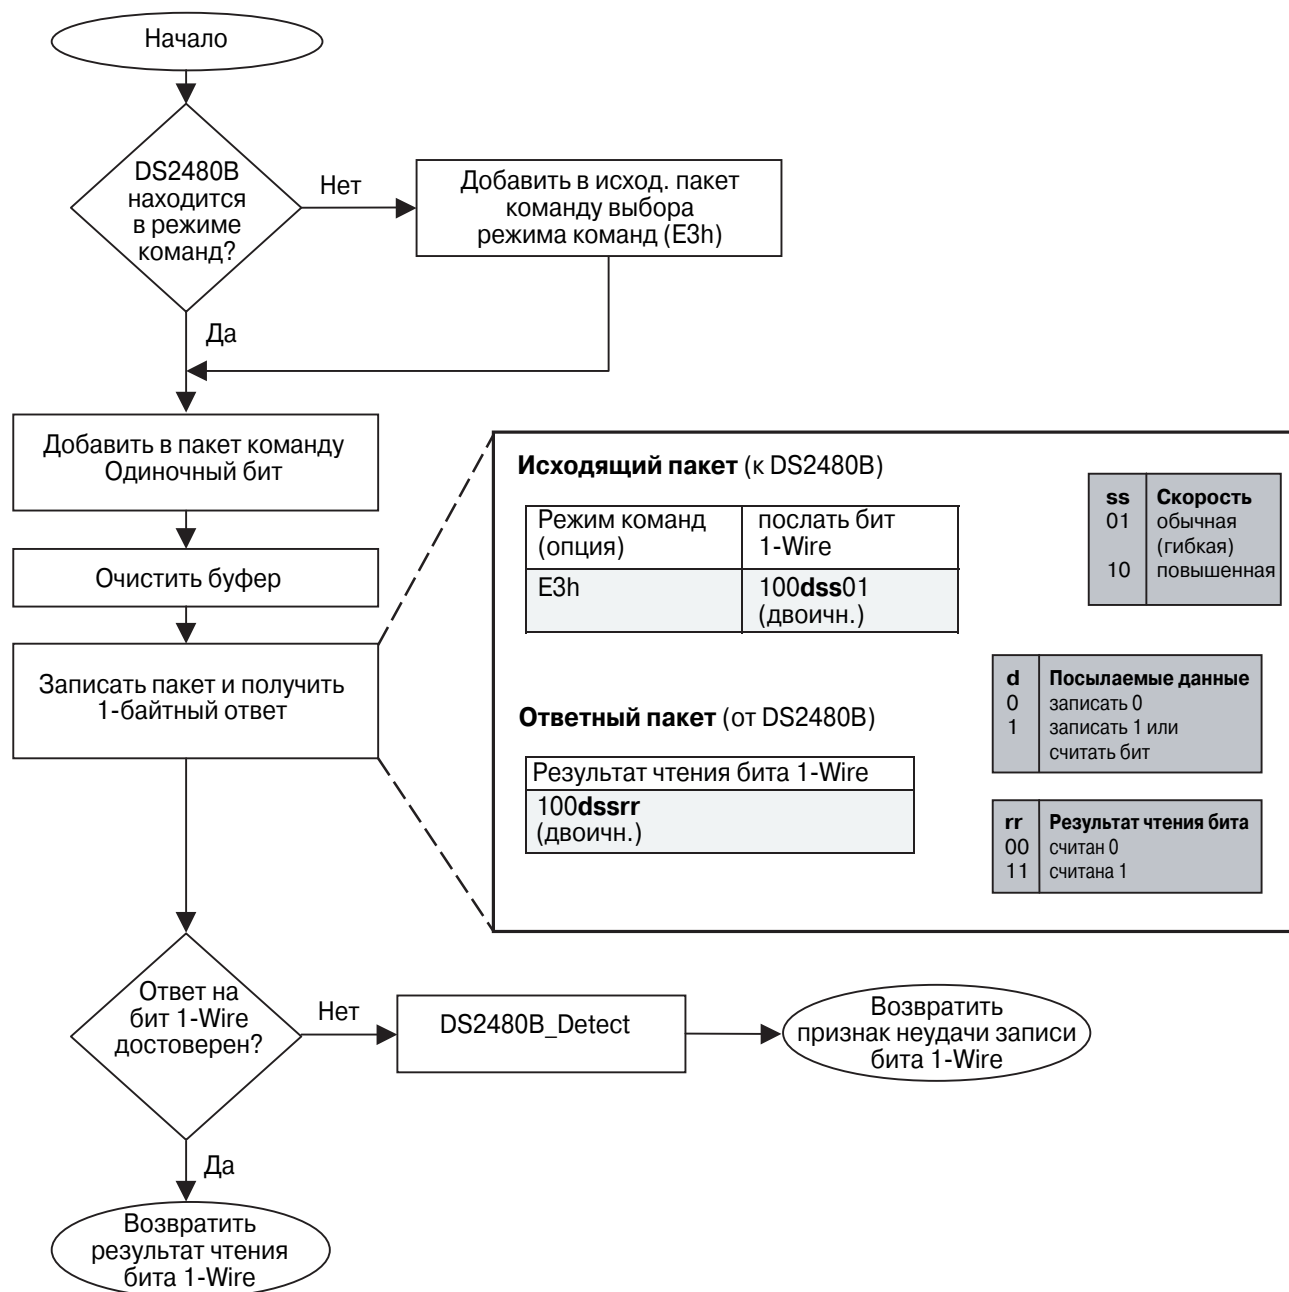 Начало
DS2480B
находится
в режиме
команд?
Нет
Добавить в исход. пакет
команду выбора
режима команд (E3h)
Да
Добавить в пакет команду
Одиночный бит
Очистить буфер
Записать пакет и получить
1-байтный ответ
Исходящий пакет (к DS2480B)
Режим команд
(опция)
послать бит
1-Wire
E3h
100dss01
(двоичн.)
ss Скорость
01 обычная
(гибкая)
10 повышенная
d Посылаемые данные
0 записать 0
1 записать 1 или
считать бит
Ответный пакет (от DS2480B)
Результат чтения бита 1-Wire
100dssrr
(двоичн.)
rr Результат чтения бита
00 считан 0
11 считана 1
Ответ на
бит 1-Wire
достоверен?
Нет
DS2480B_Detect
Возвратить
признак неудачи записи
бита 1-Wire
Да
Возвратить
результат чтения
бита 1-Wire